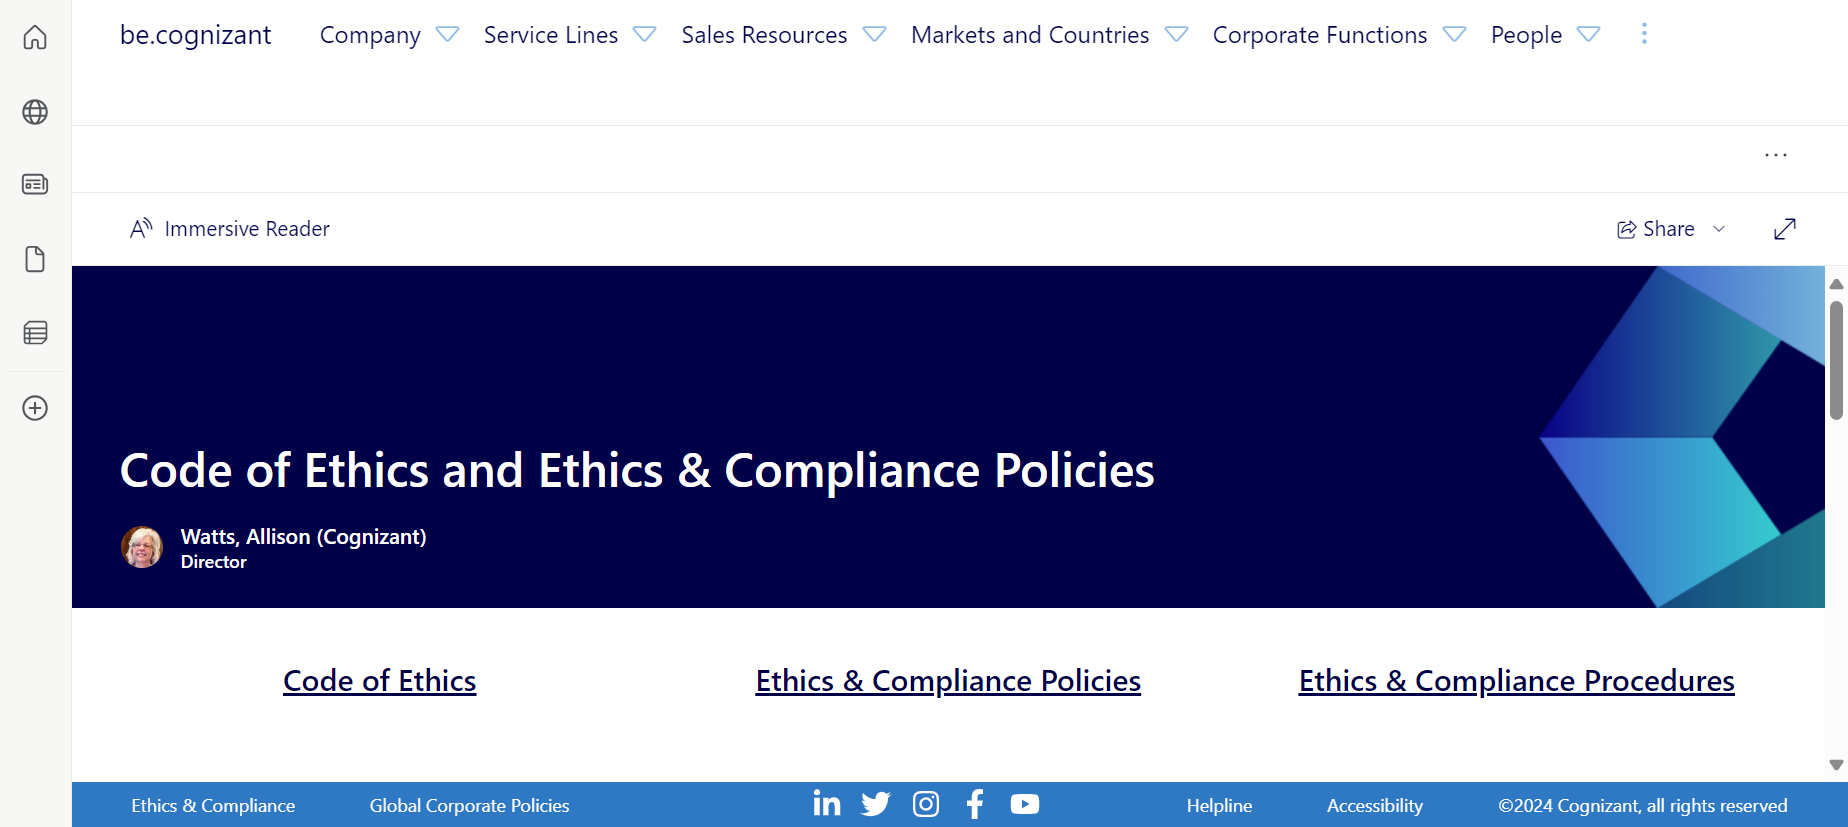 be.cognizant Company Service Lines Sales Resources Markets and Countries Corporate Functions People
Immersive Reader Share
Code of Ethics and Ethics & Compliance Policies
Watts, Allison (Cognizant)
Director
Code of Ethics Ethics & Compliance Policies Ethics & Compliance Procedures
Ethics & Compliance Global Corporate Policies Helpline Accessibility ©2024 Cognizant, all rights reserved